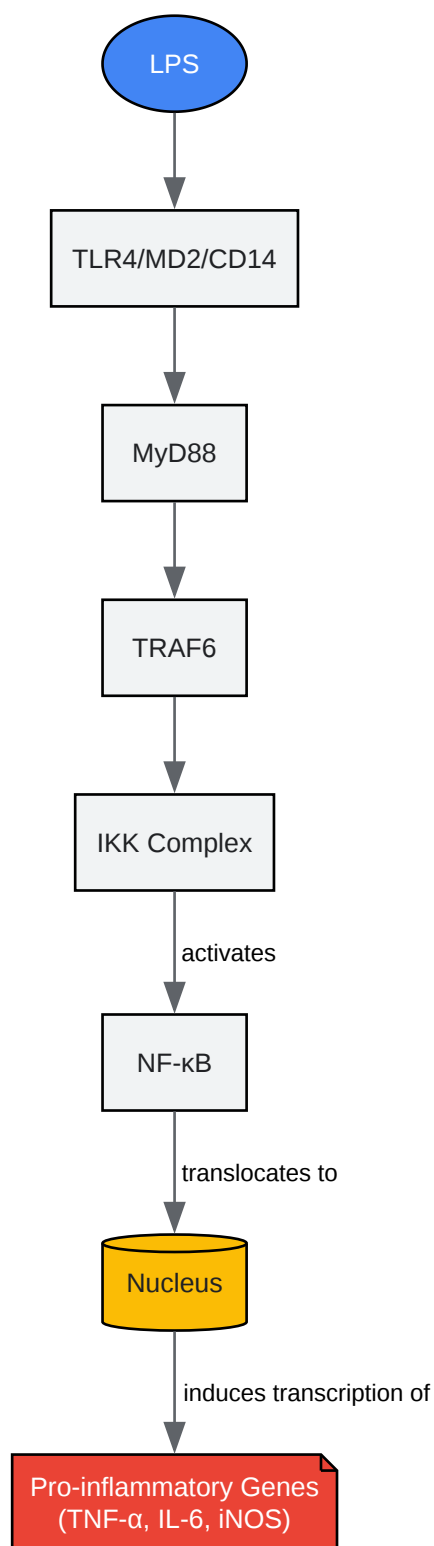 LPS
TLR4/MD2/CD14
MyD88
TRAF6
IKK Complex
activates
NF-κB
translocates to
Nucleus
induces transcription of
Pro-inflammatory Genes
(TNF-α, IL-6, iNOS)